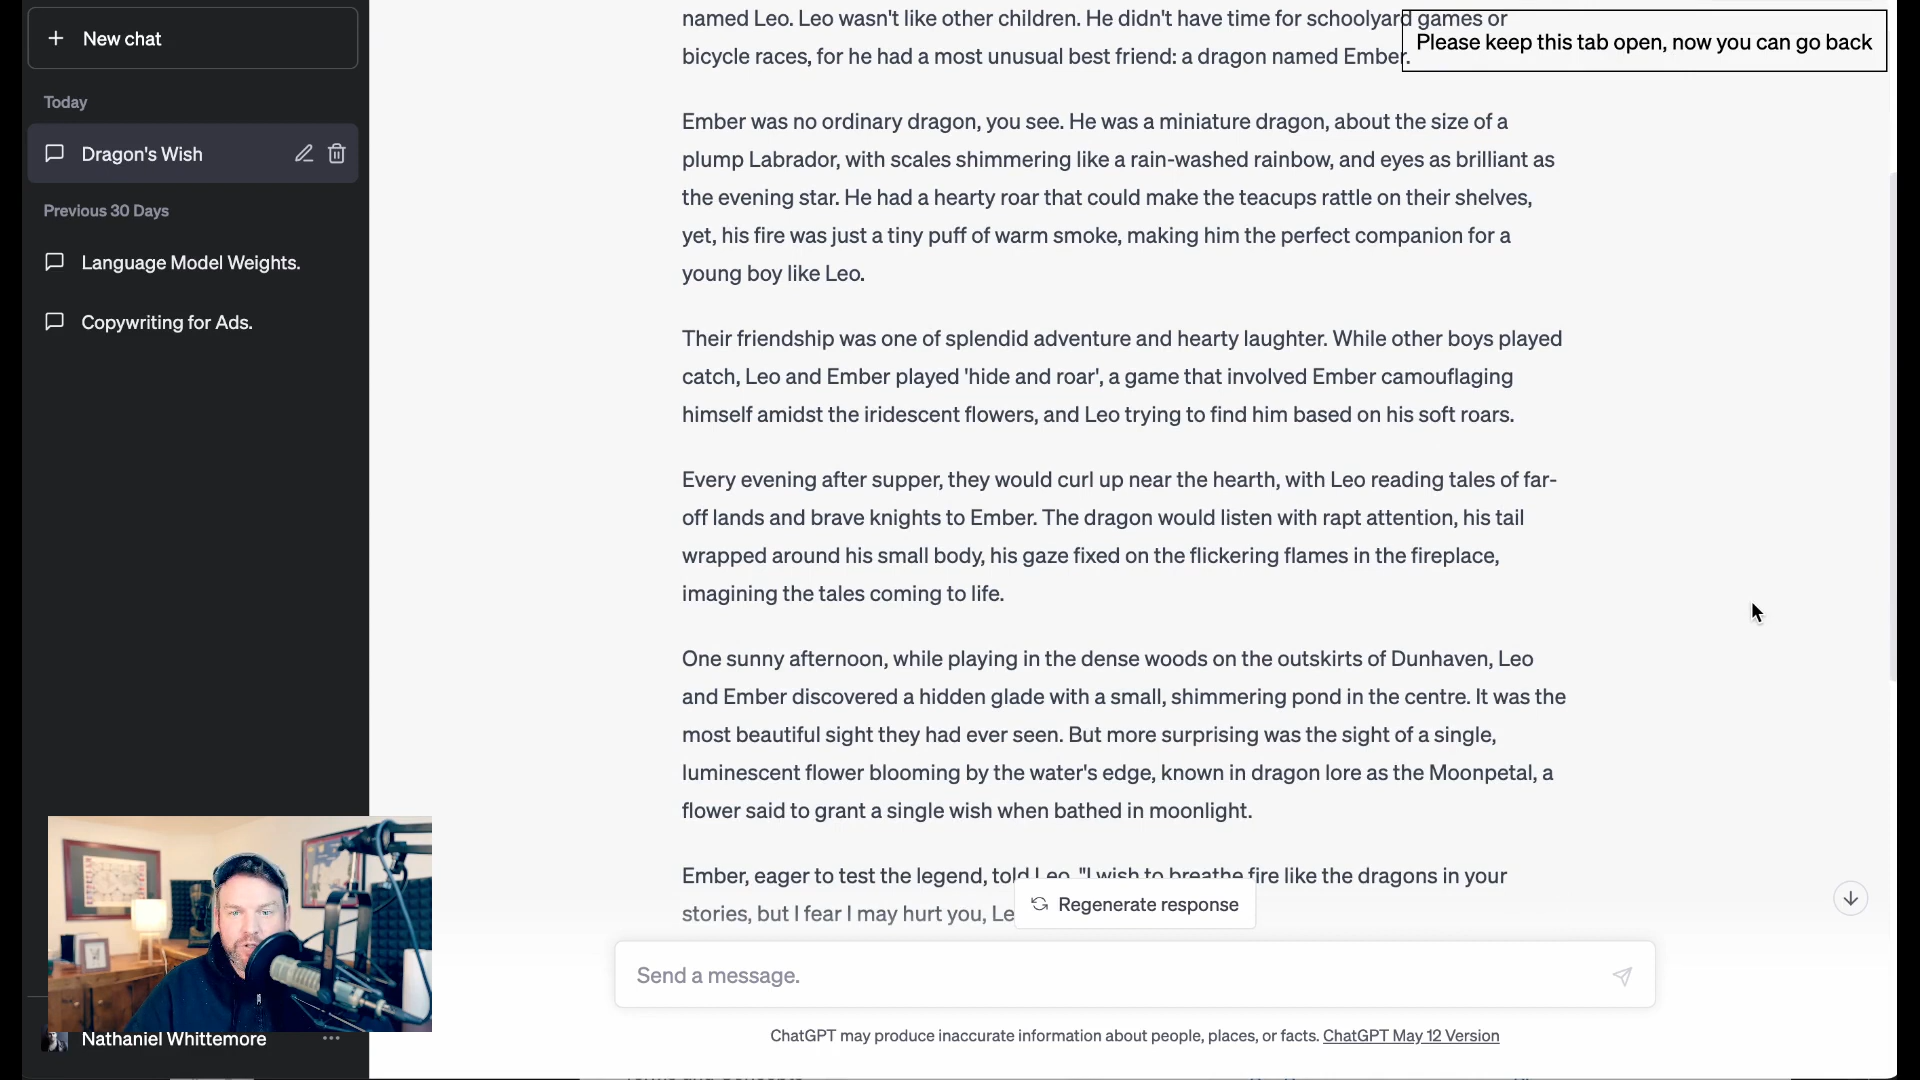 New chat
Today
Dragon's Wish
Previous 30 Days
Language Model Weights.
Copywriting for Ads.
Nathaniel Whittemore
Please keep this tab open, now you can go back
named Leo. Leo wasn't like other children. He didn't have time for schoolyard games or
bicycle races, for he had a most unusual best friend: a dragon named Ember.
Ember was no ordinary dragon, you see. He was a miniature dragon, about the size of a
plump Labrador, with scales shimmering like a rain-washed rainbow, and eyes as brilliant as
the evening star. He had a hearty roar that could make the teacups rattle on their shelves,
yet, his fire was just a tiny puff of warm smoke, making him the perfect companion for a
young boy like Leo.
Their friendship was one of splendid adventure and hearty laughter. While other boys played
catch, Leo and Ember played 'hide and roar', a game that involved Ember camouflaging
himself amidst the iridescent flowers, and Leo trying to find him based on his soft roars.
Every evening after supper, they would curl up near the hearth, with Leo reading tales of far-
off lands and brave knights to Ember. The dragon would listen with rapt attention, his tail
wrapped around his small body, his gaze fixed on the flickering flames in the fireplace,
imagining the tales coming to life.
One sunny afternoon, while playing in the dense woods on the outskirts of Dunhaven, Leo
and Ember discovered a hidden glade with a small, shimmering pond in the centre. It was the
most beautiful sight they had ever seen. But more surprising was the sight of a single,
luminescent flower blooming by the water's edge, known in dragon lore as the Moonpetal, a
flower said to grant a single wish when bathed in moonlight.
Ember, eager to test the legend, told Leo, "I wish to breathe fire like the dragons in your
stories, but I fear I may hurt you, Le
Regenerate response
Send a message.
ChatGPT may produce inaccurate information about people, places, or facts. ChatGPT May 12 Version